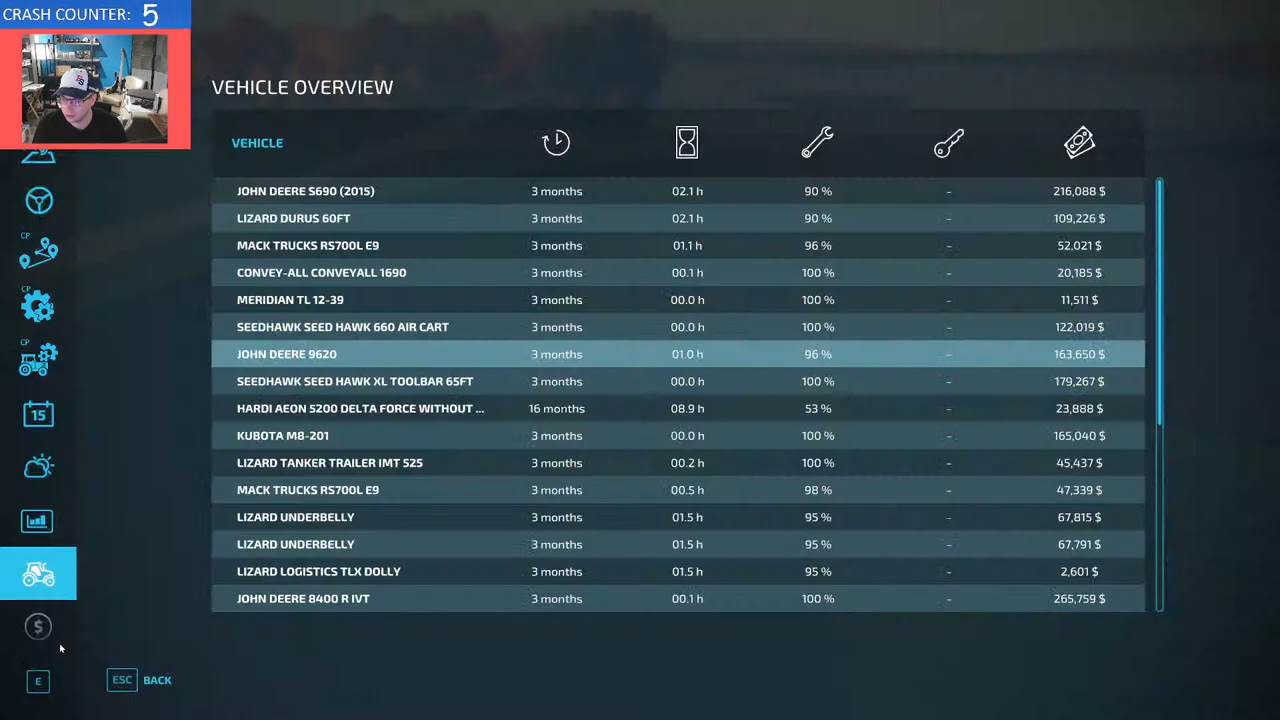 CRASH COUNTER: 5
VEHICLE OVERVIEW
VEHICLE
JOHN DEERE S690 (2015) 3 months 02.1 h 90 % - 216,088 $
LIZARD DURUS 60FT 3 months 02.1 h 90 % - 109,226 $
MACK TRUCKS RS700L E9 3 months 01.1 h 96 % - 52,021 $
CONVEY-ALL CONVEYALL 1690 3 months 00.1 h 100 % - 20,185 $
MERIDIAN TL 12-39 3 months 00.0 h 100 % - 11,511 $
SEEDHAWK SEED HAWK 660 AIR CART 3 months 00.0 h 100 % - 122,019 $
JOHN DEERE 9620 3 months 01.0 h 96 % - 163,650 $
SEEDHAWK SEED HAWK XL TOOLBAR 65FT 3 months 00.0 h 100 % - 179,267 $
HARDI AEON 5200 DELTA FORCE WITHOUT ... 16 months 08.9 h 53 % - 23,888 $
KUBOTA M8-201 3 months 00.0 h 100 % - 165,040 $
LIZARD TANKER TRAILER IMT 525 3 months 00.2 h 100 % - 45,437 $
MACK TRUCKS RS700L E9 3 months 00.5 h 98 % - 47,339 $
LIZARD UNDERBELLY 3 months 01.5 h 95 % - 67,815 $
LIZARD UNDERBELLY 3 months 01.5 h 95 % - 67,791 $
LIZARD LOGISTICS TLX DOLLY 3 months 01.5 h 95 % - 2,601 $
JOHN DEERE 8400 R IVT 3 months 00.1 h 100 % - 265,759 $
CP
CP
CP
15
$
E
ESC BACK